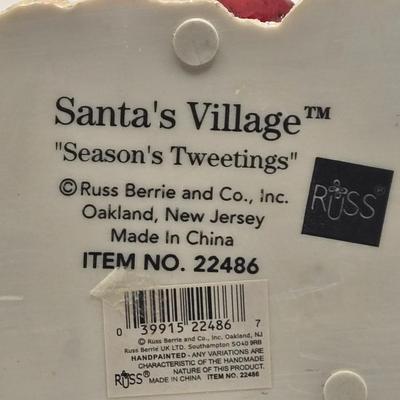 Santa's Village™
"Season's Tweetings"
© Russ Berrie and Co., Inc.
Oakland, New Jersey
Made In China
ITEM NO. 22486
RUSS®
0 39915 22486 7
© Russ Berrie and Co., Inc. Oakland, NJ
Russ Berrie UK LTD. Southampton SO40 9RB
HANDPAINTED - ANY VARIATIONS ARE
CHARACTERISTIC OF THE HANDMADE
NATURE OF THIS PRODUCT.
RUSS® MADE IN CHINA ITEM NO. 22486